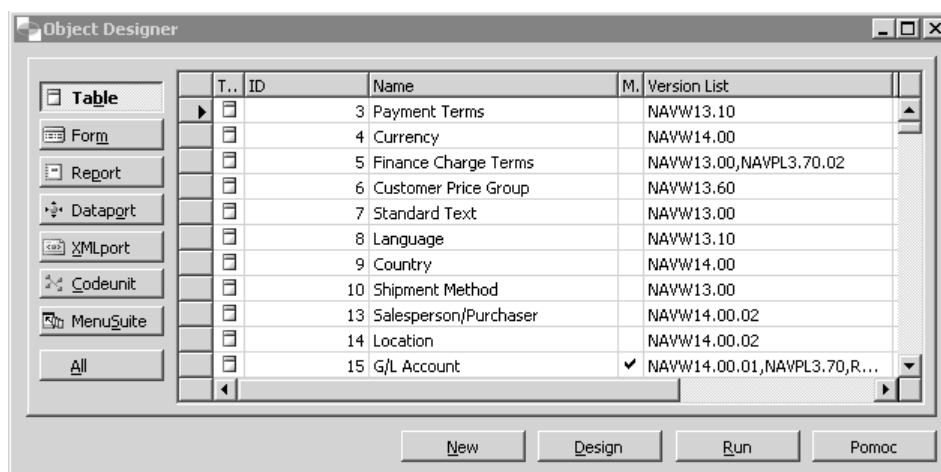 Object Designer
Table
Form
Report
Dataport
XMLport
Codeunit
MenuSuite
All
T.. ID Name M. Version List
3 Payment Terms NAVW13.10
4 Currency NAVW14.00
5 Finance Charge Terms NAVW13.00,NAVPL3.70.02
6 Customer Price Group NAVW13.60
7 Standard Text NAVW13.00
8 Language NAVW13.10
9 Country NAVW14.00
10 Shipment Method NAVW13.00
13 Salesperson/Purchaser NAVW14.00.02
14 Location NAVW14.00.02
15 G/L Account ✔ NAVW14.00.01,NAVPL3.70,R...
New Design Run Pomoc